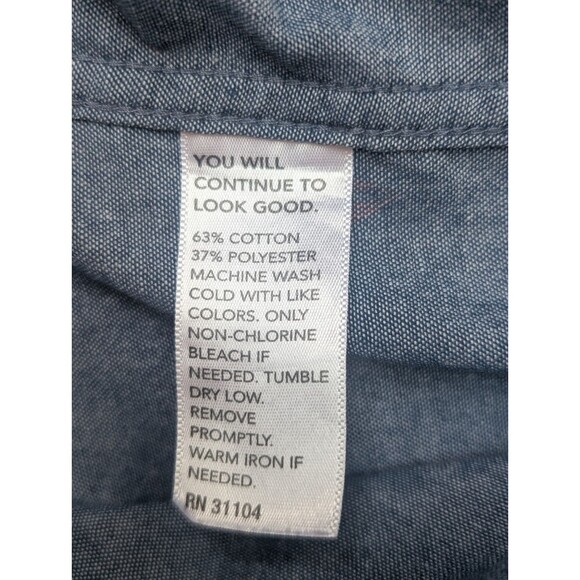 YOU WILL
CONTINUE TO
LOOK GOOD.
63% COTTON
37% POLYESTER
MACHINE WASH
COLD WITH LIKE
COLORS. ONLY
NON-CHLORINE
BLEACH IF
NEEDED. TUMBLE
DRY LOW.
REMOVE
PROMPTLY.
WARM IRON IF
NEEDED.
RN 31104